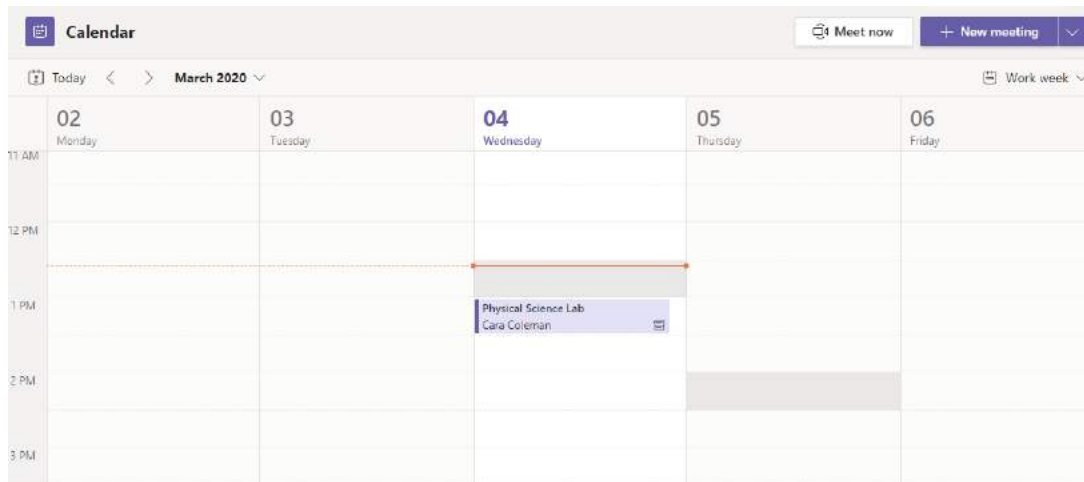 Calendar
Meet now
+ New meeting
Today
March 2020
Work week
02
Monday
03
Tuesday
04
Wednesday
05
Thursday
06
Friday
11 AM
12 PM
1 PM
Physical Science Lab
Cara Coleman
2 PM
3 PM